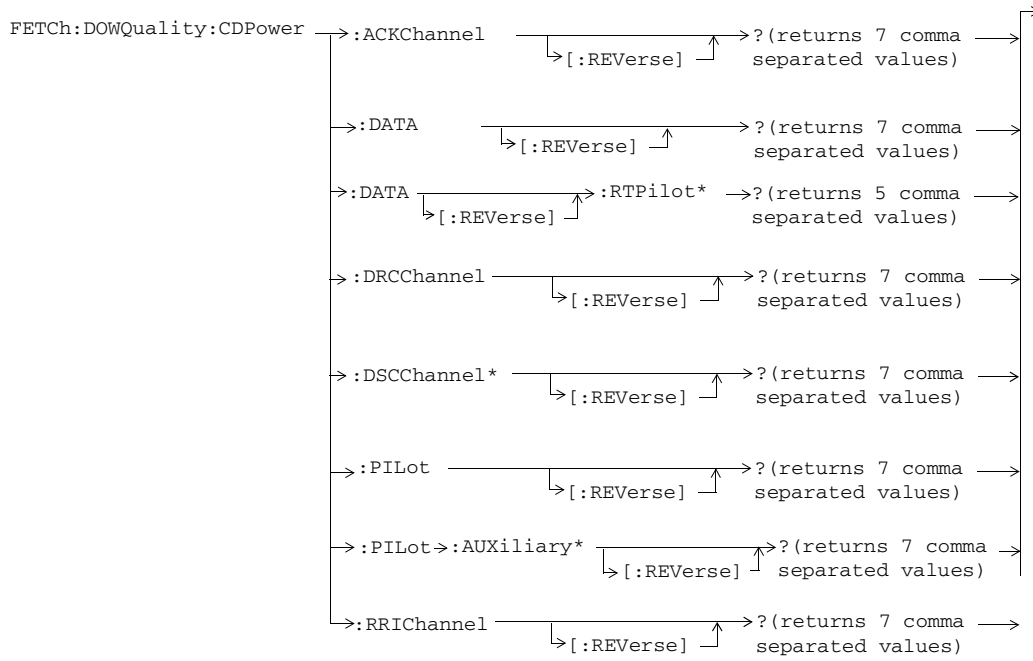 FETCh:DOWQuality:CDPower
:ACKChannel [:REVerse] ?(returns 7 comma
separated values)
:DATA [:REVerse] ?(returns 7 comma
separated values)
:DATA [:REVerse] :RTPilot* ?(returns 5 comma
separated values)
:DRCChannel [:REVerse] ?(returns 7 comma
separated values)
:DSCChannel* [:REVerse] ?(returns 7 comma
separated values)
:PILot [:REVerse] ?(returns 7 comma
separated values)
:PILot :AUXiliary* [:REVerse] ?(returns 7 comma
separated values)
:RRIChannel [:REVerse] ?(returns 7 comma
separated values)